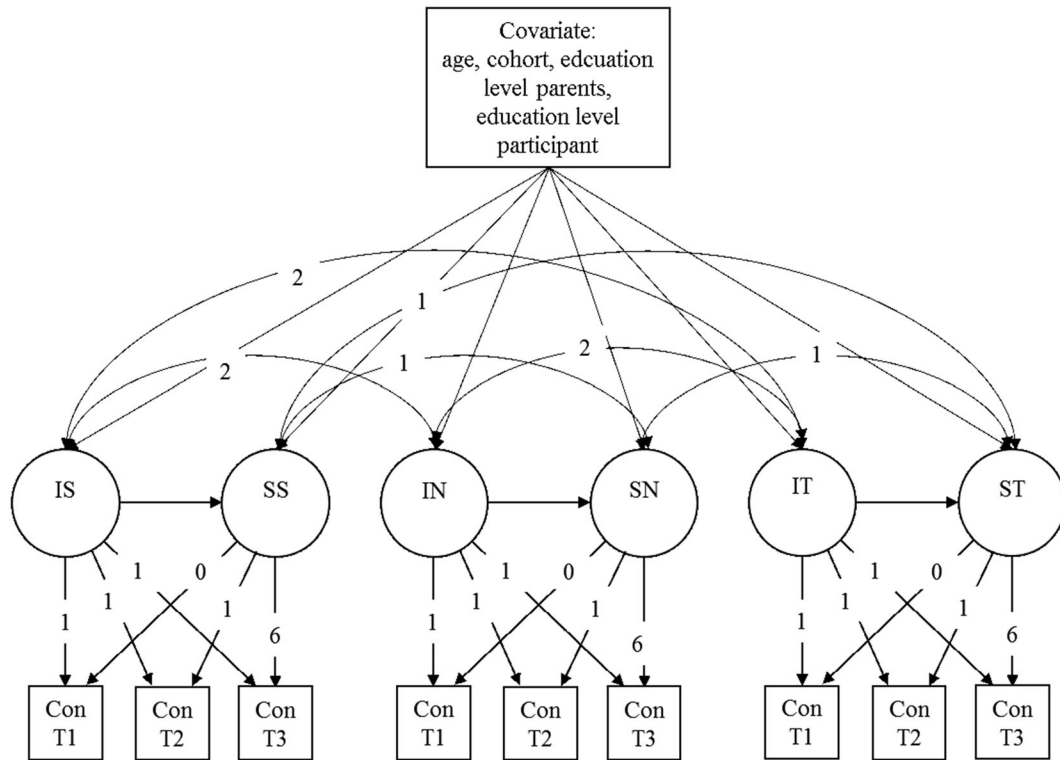 Covariate:
age, cohort, edcuation
level parents,
education level
participant
2
1
2
1
2
1
IS
SS
IN
SN
IT
ST
1
0
1
0
1
0
1
1
1
1
1
1
1
6
1
6
1
6
Con
T1
Con
T2
Con
T3
Con
T1
Con
T2
Con
T3
Con
T1
Con
T2
Con
T3